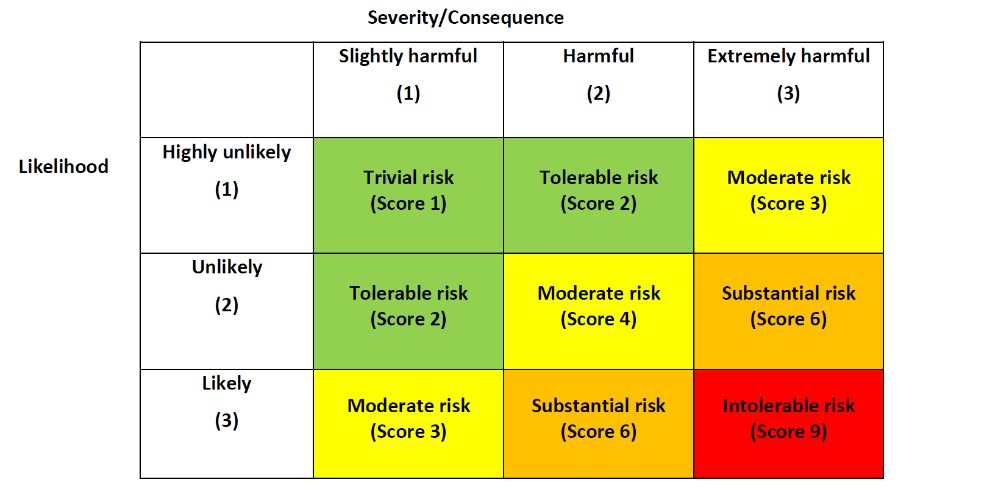 Severity/Consequence
Slightly harmful
(1)
Harmful
(2)
Extremely harmful
(3)
Likelihood
Highly unlikely
(1)
Trivial risk
(Score 1)
Tolerable risk
(Score 2)
Moderate risk
(Score 3)
Unlikely
(2)
Tolerable risk
(Score 2)
Moderate risk
(Score 4)
Substantial risk
(Score 6)
Likely
(3)
Moderate risk
(Score 3)
Substantial risk
(Score 6)
Intolerable risk
(Score 9)